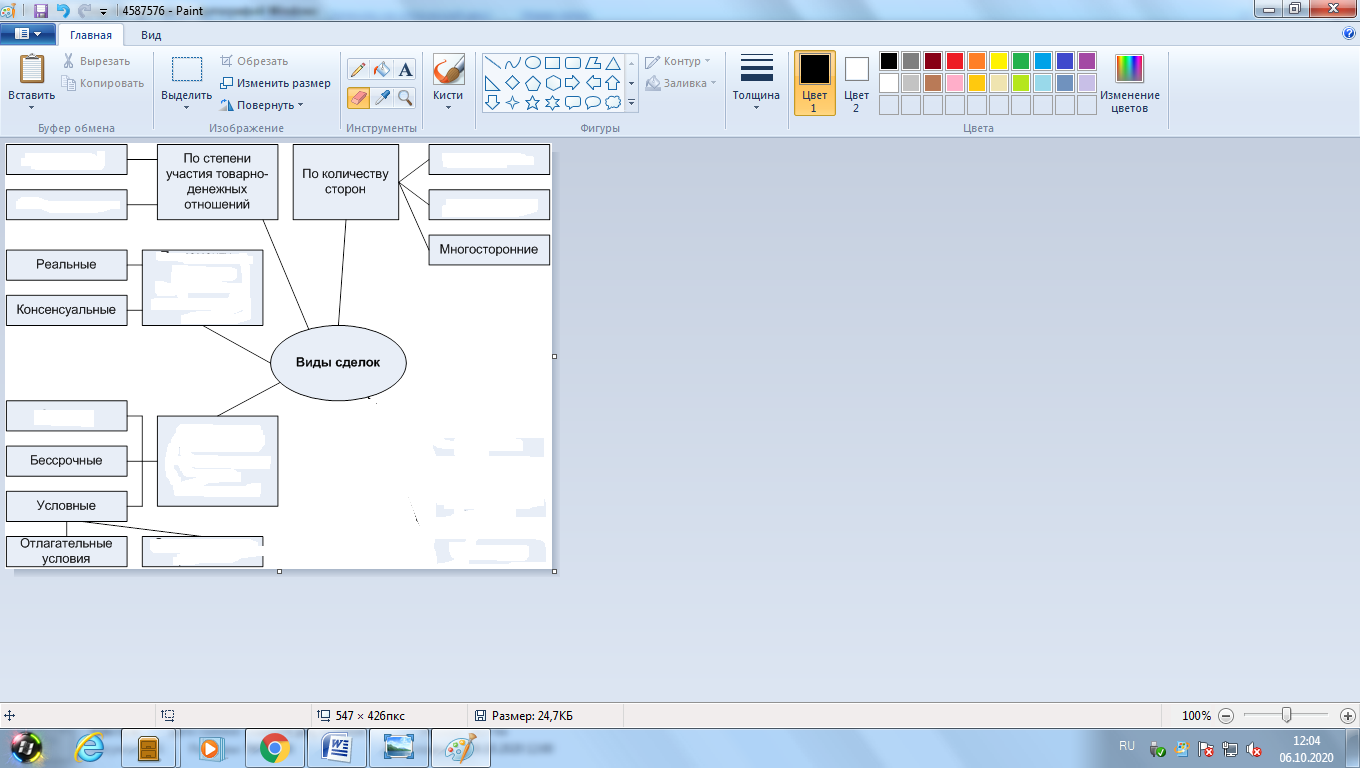 4587576 - Paint
Главная
Вид
Вставить
Вырезать
Копировать
Буфер обмена
Выделить
Обрезать
Изменить размер
Повернуть
Изображение
Инструменты
Кисти
Фигуры
Контур
Заливка
Толщина
Цвет
1
Цвет
2
Изменение
цветов
Цвета
По степени
участия товарно-
денежных
отношений
По количеству
сторон
Многосторонние
Реальные
Консенсуальные
Виды сделок
Бессрочные
Условные
Отлагательные
условия
547 × 426пкс
Размер: 24,7КБ
100%
RU
12:04
06.10.2020